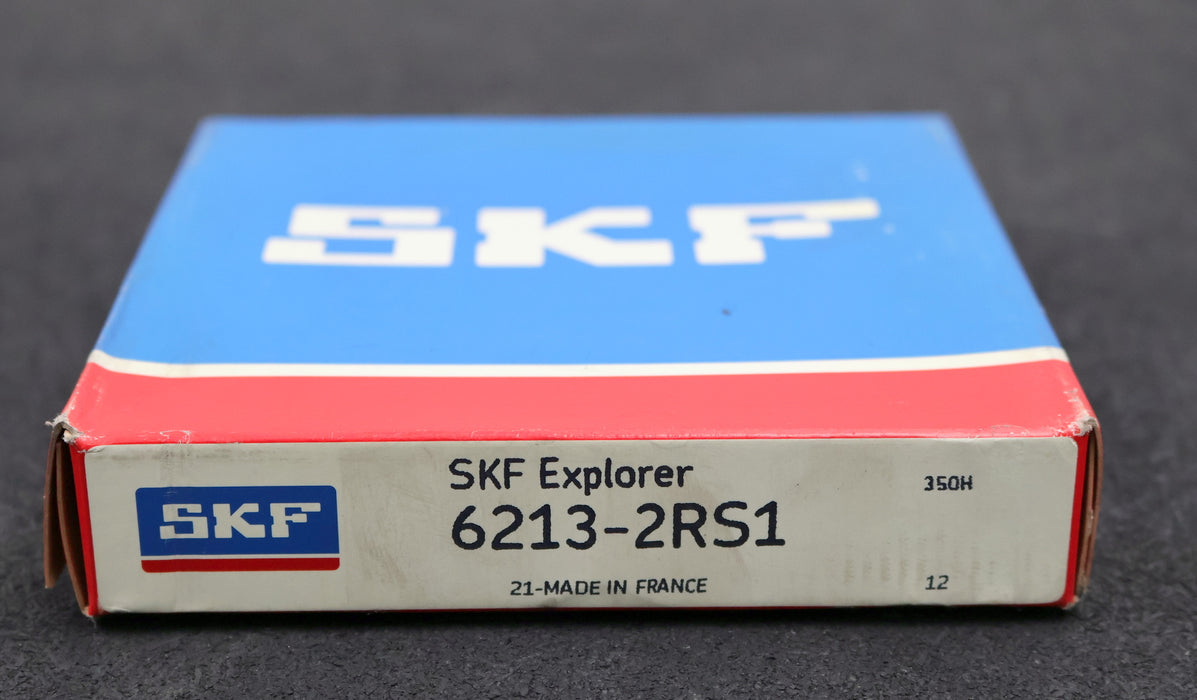 SKF
SKF
SKF Explorer
6213-2RS1
350H
21-MADE IN FRANCE
12